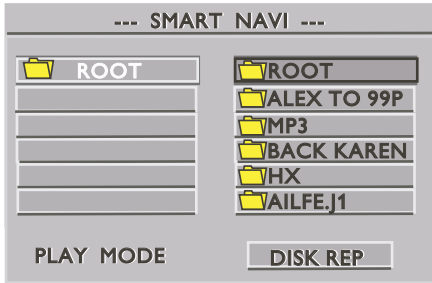 --- SMART NAVI ---
ROOT
ROOT
ALEX TO 99P
MP3
BACK KAREN
HX
AILFE.J1
PLAY MODE
DISK REP